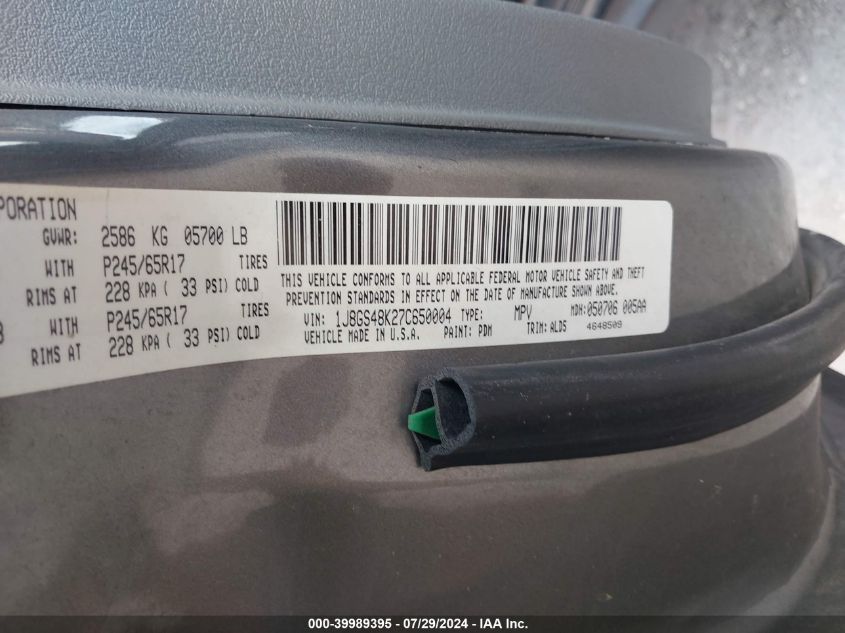 PORATION
GVWR: 2586 KG 05700 LB
WITH P245/65R17 TIRES
RIMS AT 228 KPA ( 33 PSI) COLD
WITH P245/65R17 TIRES
RIMS AT 228 KPA ( 33 PSI) COLD
THIS VEHICLE CONFORMS TO ALL APPLICABLE FEDERAL MOTOR VEHICLE SAFETY AND THEFT
PREVENTION STANDARDS IN EFFECT ON THE DATE OF MANUFACTURE SHOWN ABOVE.
VIN: 1J8GS48K27C650004 TYPE: MPV MDH: 050706 005AA
VEHICLE MADE IN U.S.A. PAINT: PDM TRIM: ALD5 4648509
000-39989395 - 07/29/2024 - IAA Inc.